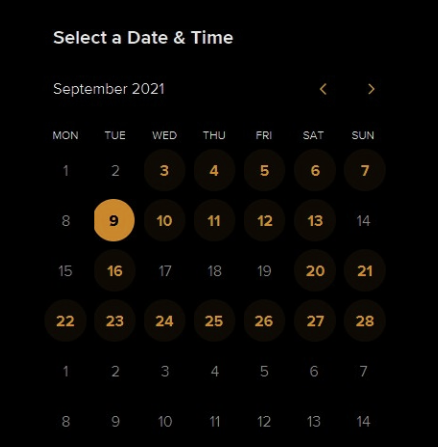 Select a Date & Time
September 2021
MON TUE WED THU FRI SAT SUN
1 2 3 4 5 6 7
8 9 10 11 12 13 14
15 16 17 18 19 20 21
22 23 24 25 26 27 28
1 2 3 4 5 6 7
8 9 10 11 12 13 14